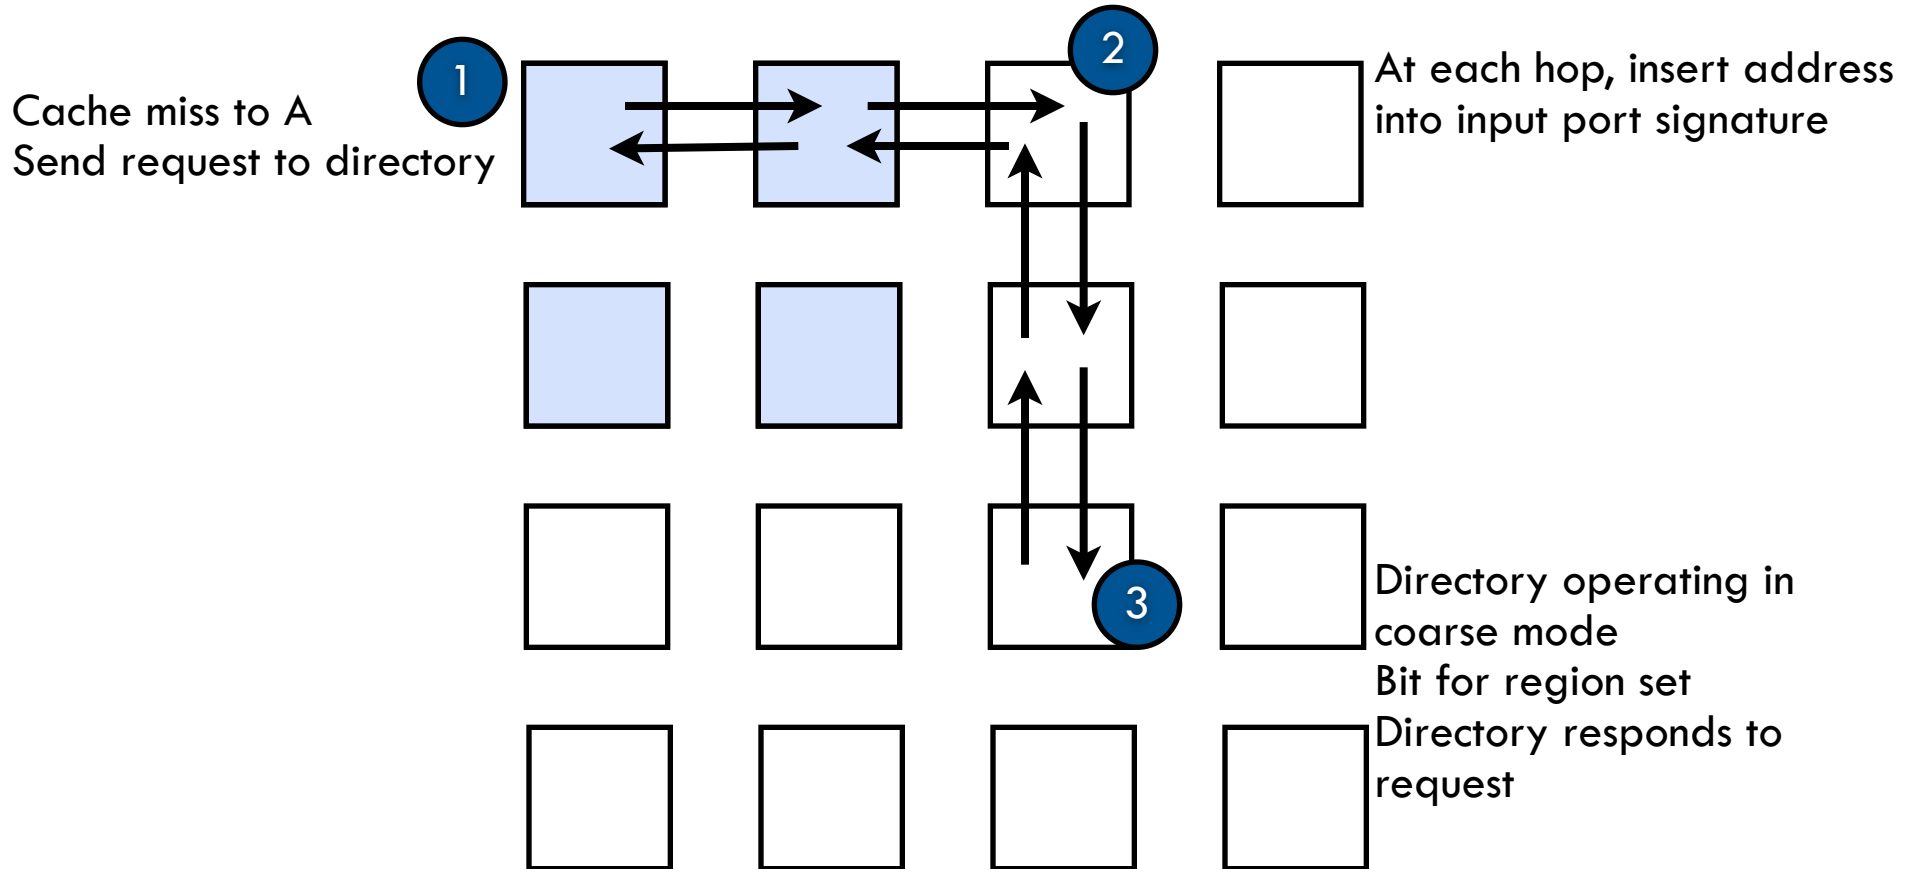 1
Cache miss to A
Send request to directory
2
At each hop, insert address
into input port signature
3
Directory operating in
coarse mode
Bit for region set
Directory responds to
request